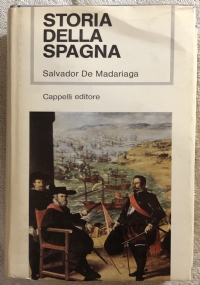 STORIA
DELLA
SPAGNA
Salvador De Madariaga
Cappelli editore